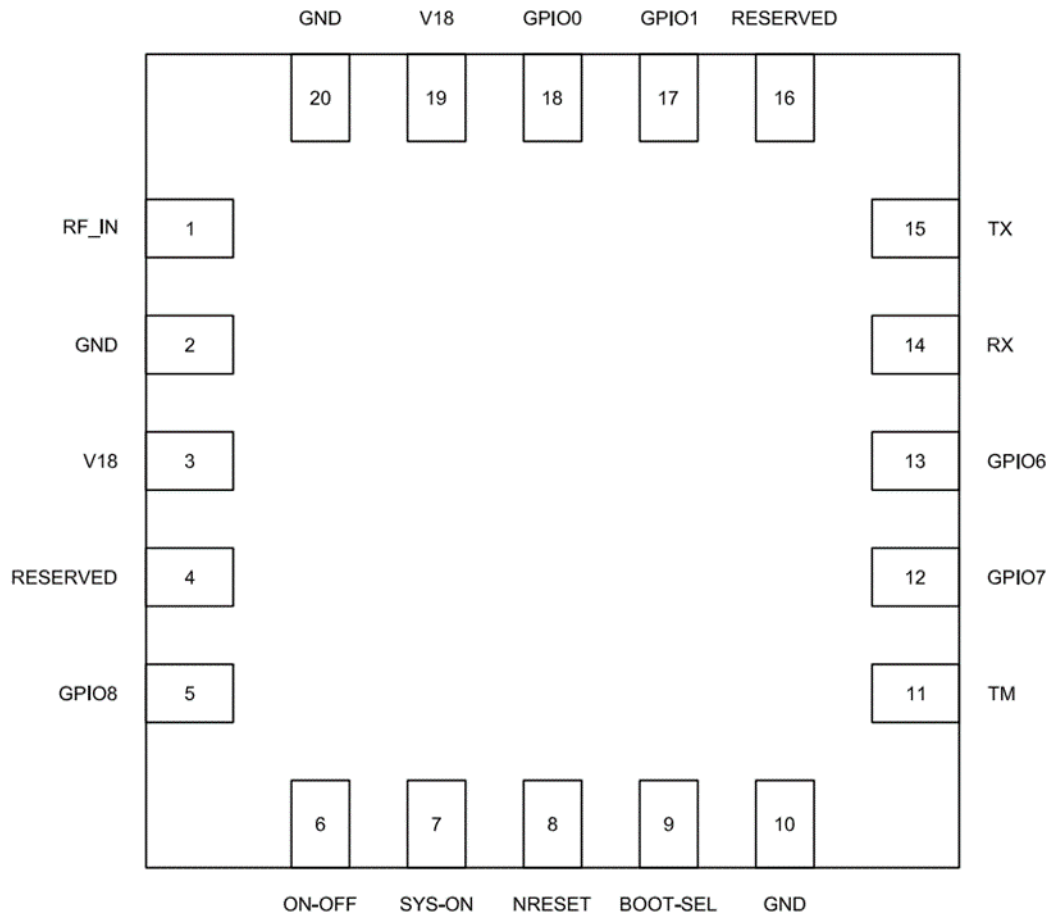 GND V18 GPIO0 GPIO1 RESERVED
20 19 18 17 16
RF_IN 1 15 TX
GND 2 14 RX
V18 3 13 GPIO6
RESERVED 4 12 GPIO7
GPIO8 5 11 TM
6 7 8 9 10
ON-OFF SYS-ON NRESET BOOT-SEL GND